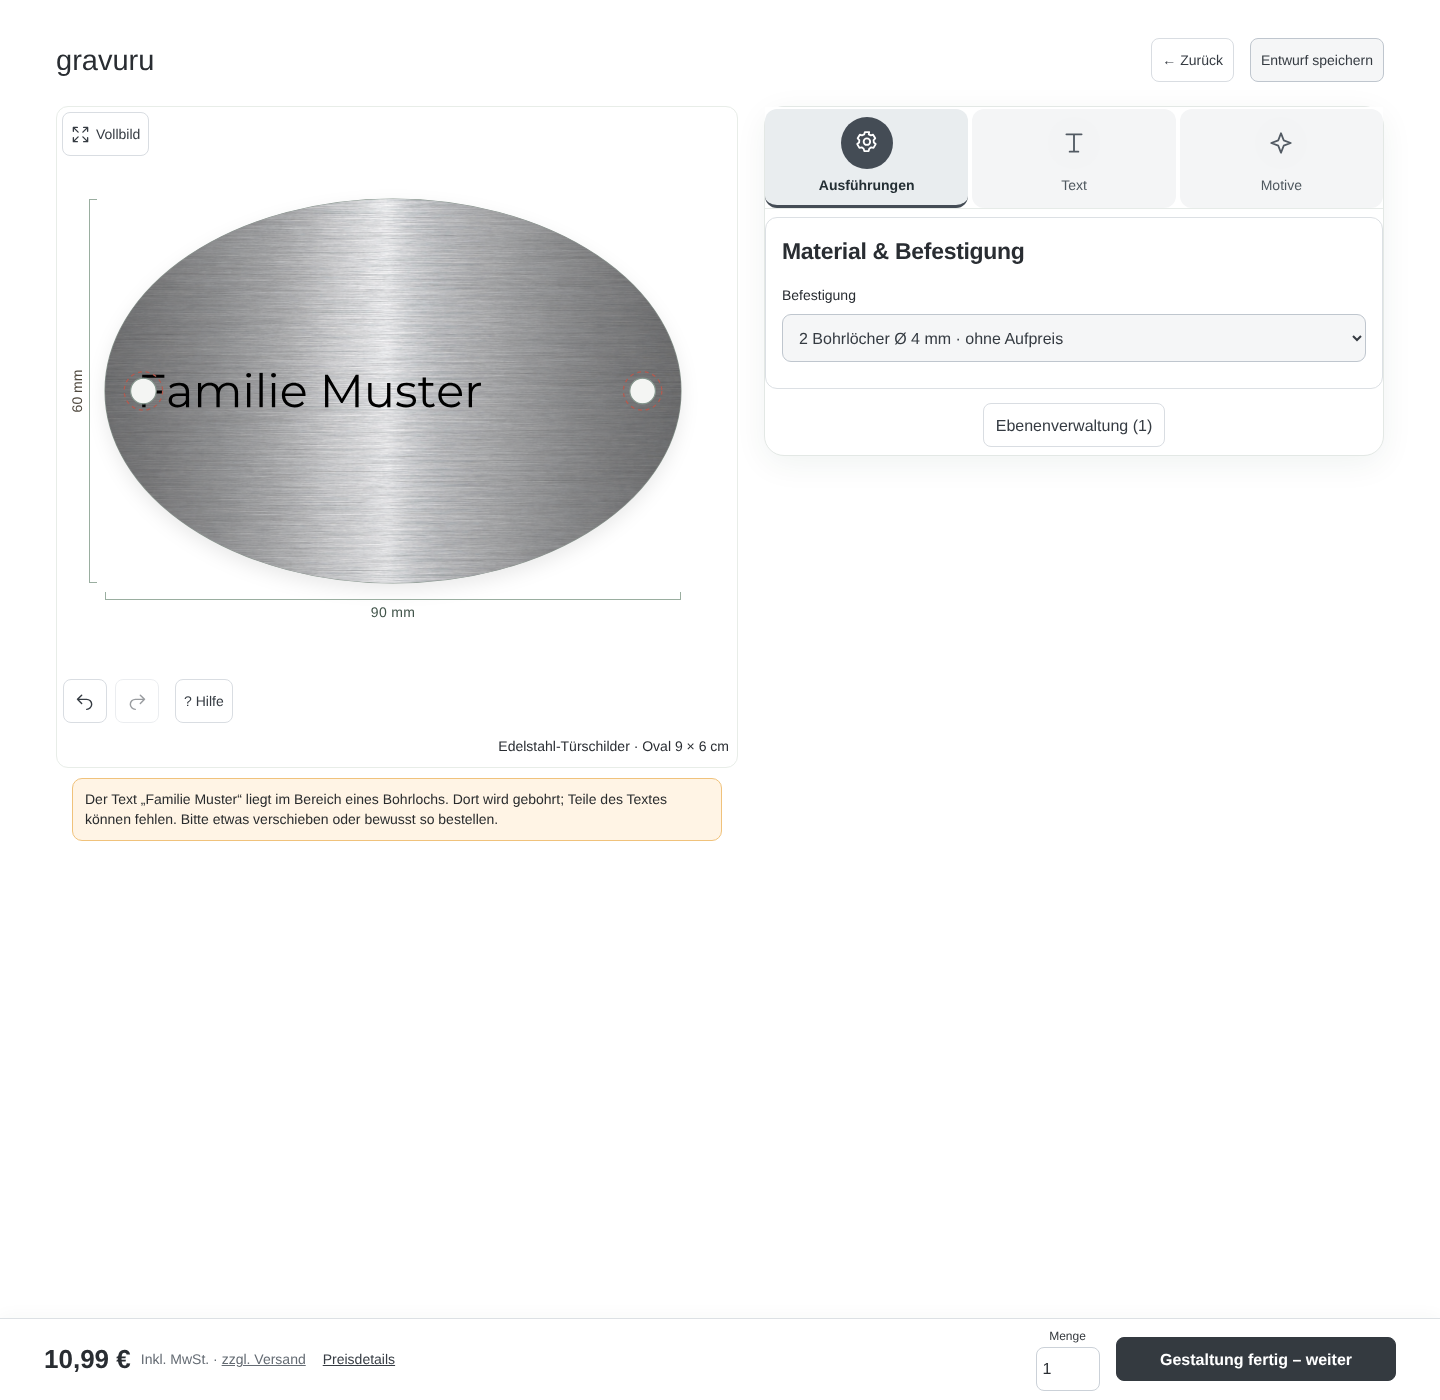 gravuru
← Zurück
Entwurf speichern
Vollbild
60 mm
Familie Muster
90 mm
? Hilfe
Edelstahl-Türschilder · Oval 9 × 6 cm
Der Text „Familie Muster“ liegt im Bereich eines Bohrlochs. Dort wird gebohrt; Teile des Textes
können fehlen. Bitte etwas verschieben oder bewusst so bestellen.
Ausführungen
Text
Motive
Material & Befestigung
Befestigung
2 Bohrlöcher Ø 4 mm · ohne Aufpreis
Ebenenverwaltung (1)
10,99 € Inkl. MwSt. · zzgl. Versand Preisdetails
Menge
1
Gestaltung fertig – weiter